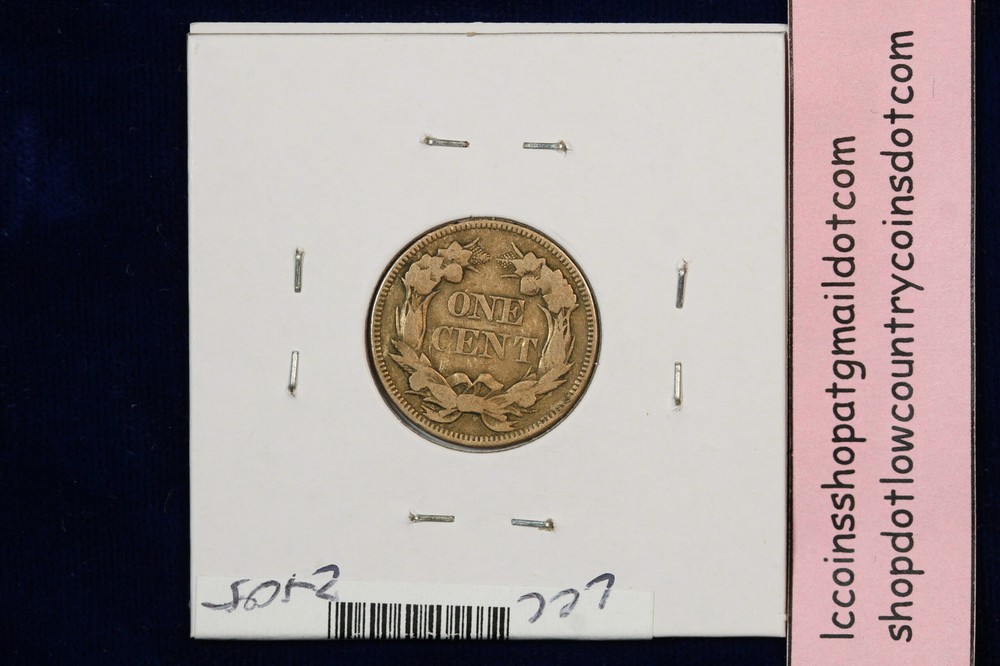 ONE
CENT
lccoinsshopatgmaildotcom
shopdotlowcountrycoinsdotcom